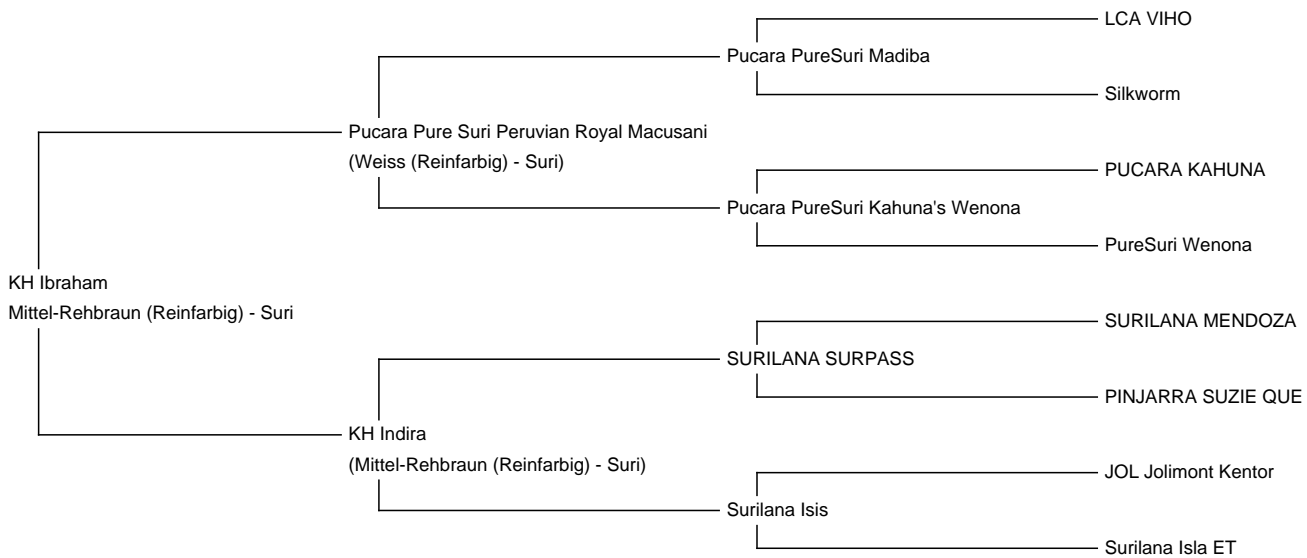 LCA VIHO
Pucara PureSuri Madiba
Silkworm
Pucara Pure Suri Peruvian Royal Macusani
(Weiss (Reinfarbig) - Suri)
PUCARA KAHUNA
Pucara PureSuri Kahuna's Wenona
PureSuri Wenona
KH Ibraham
Mittel-Rehbraun (Reinfarbig) - Suri
SURILANA MENDOZA
SURILANA SURPASS
PINJARRA SUZIE QUE
KH Indira
(Mittel-Rehbraun (Reinfarbig) - Suri)
JOL Jolimont Kentor
Surilana Isis
Surilana Isla ET